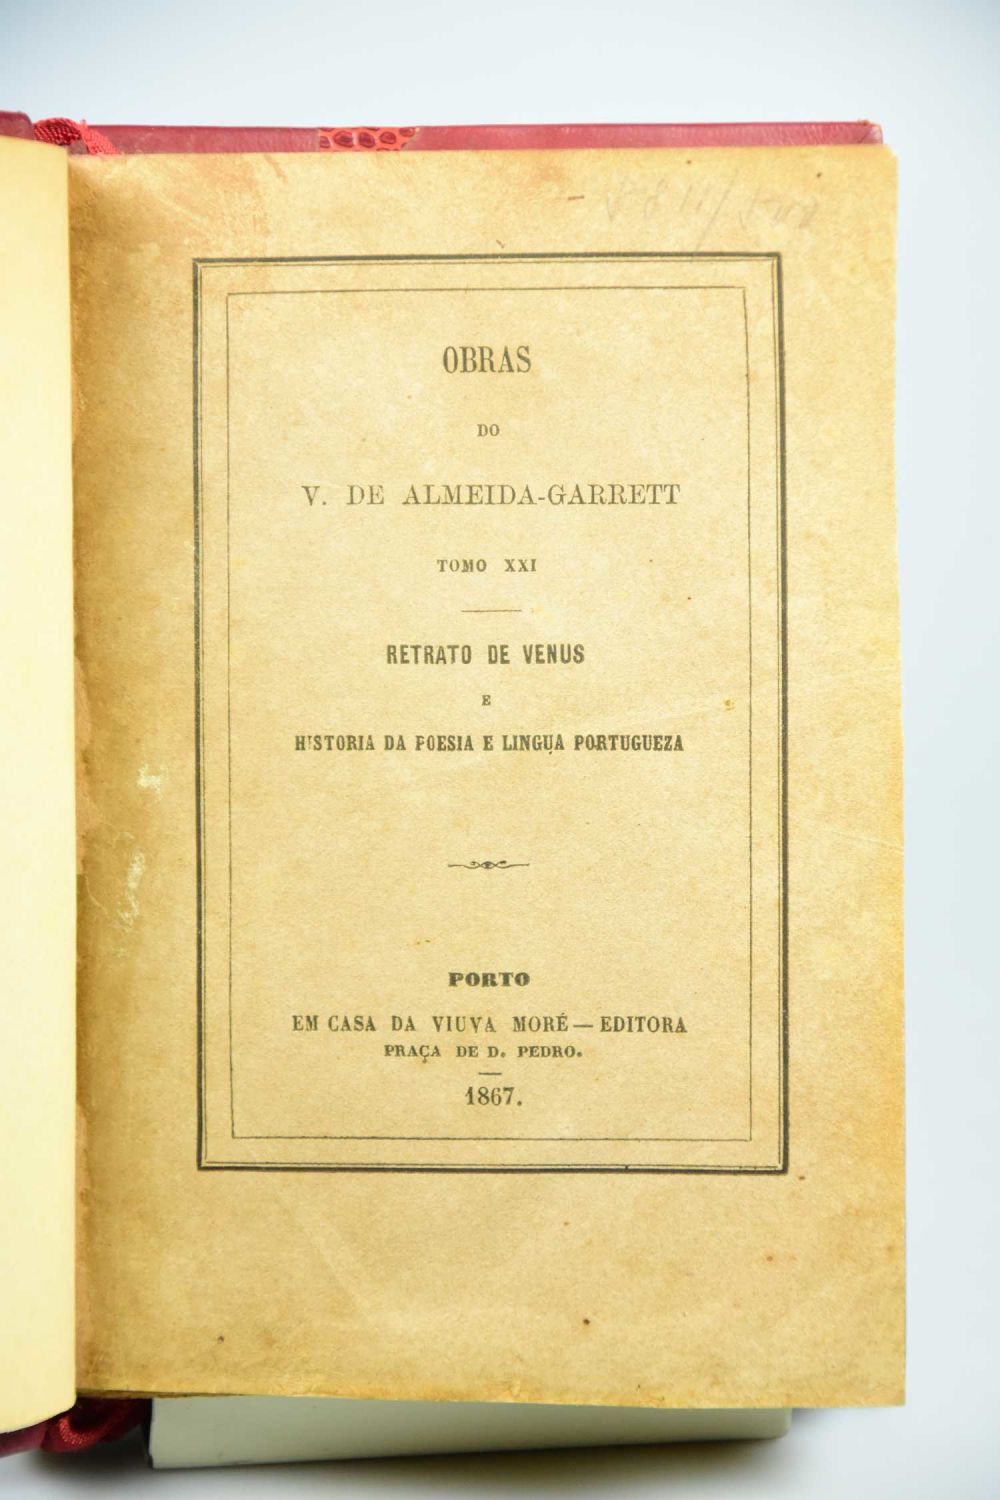 OBRAS
DO
V. DE ALMEIDA-GARRETT
TOMO XXI
RETRATO DE VENUS
E
HISTORIA DA POESIA E LINGUA PORTUGUEZA
PORTO
EM CASA DA VIUVA MORÉ — EDITORA
PRAÇA DE D. PEDRO.
1867.